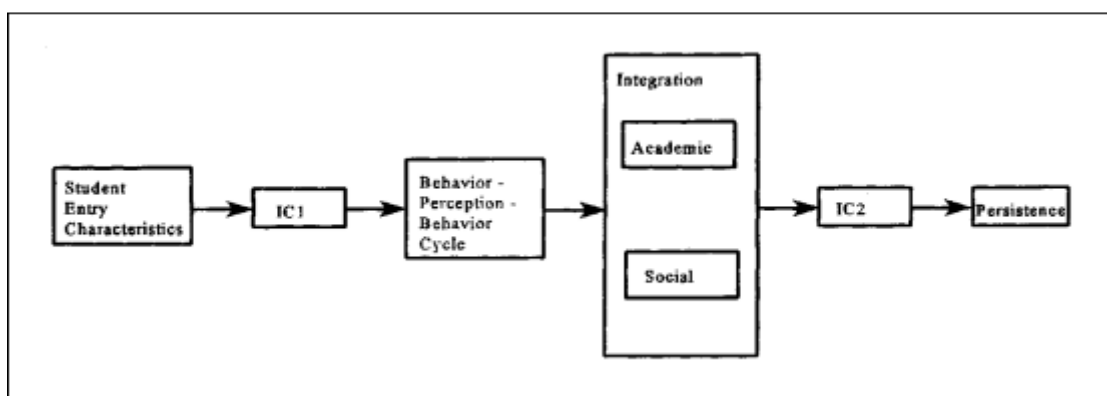 Student
Entry
Characteristics
IC1
Behavior -
Perception -
Behavior
Cycle
Integration
Academic
Social
IC2
Persistence